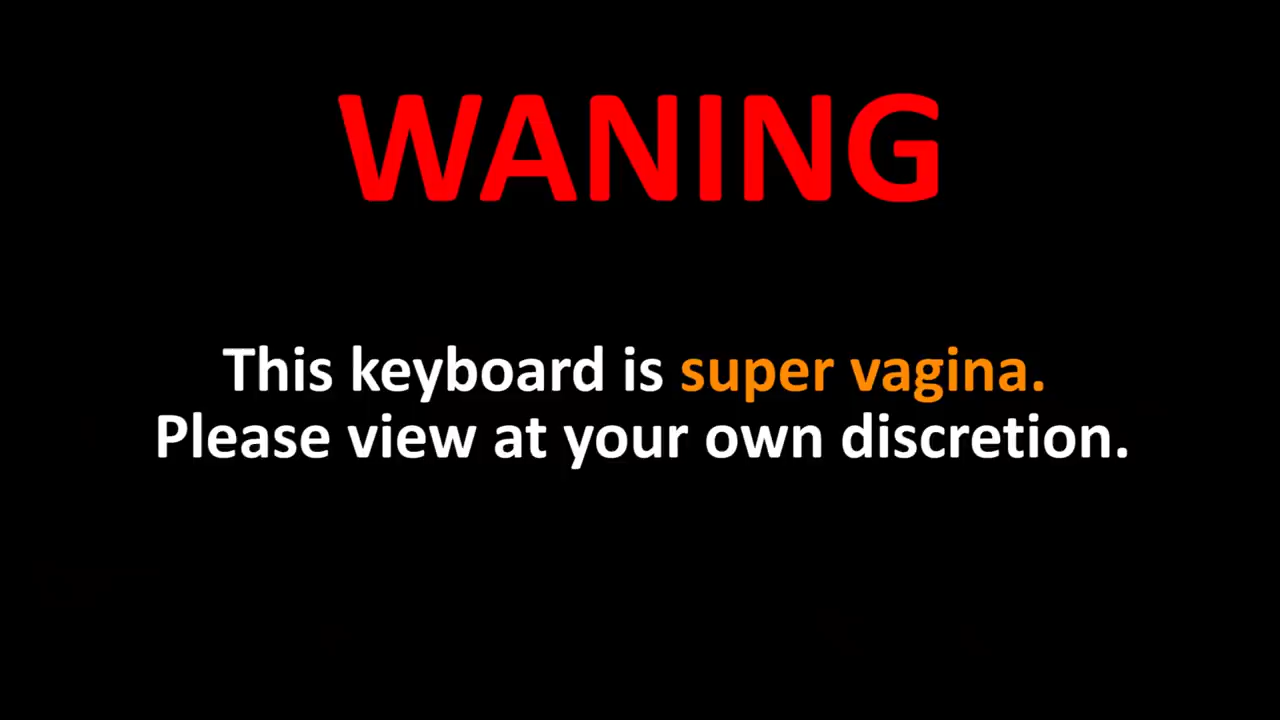 WANING
This keyboard is super vagina.
Please view at your own discretion.